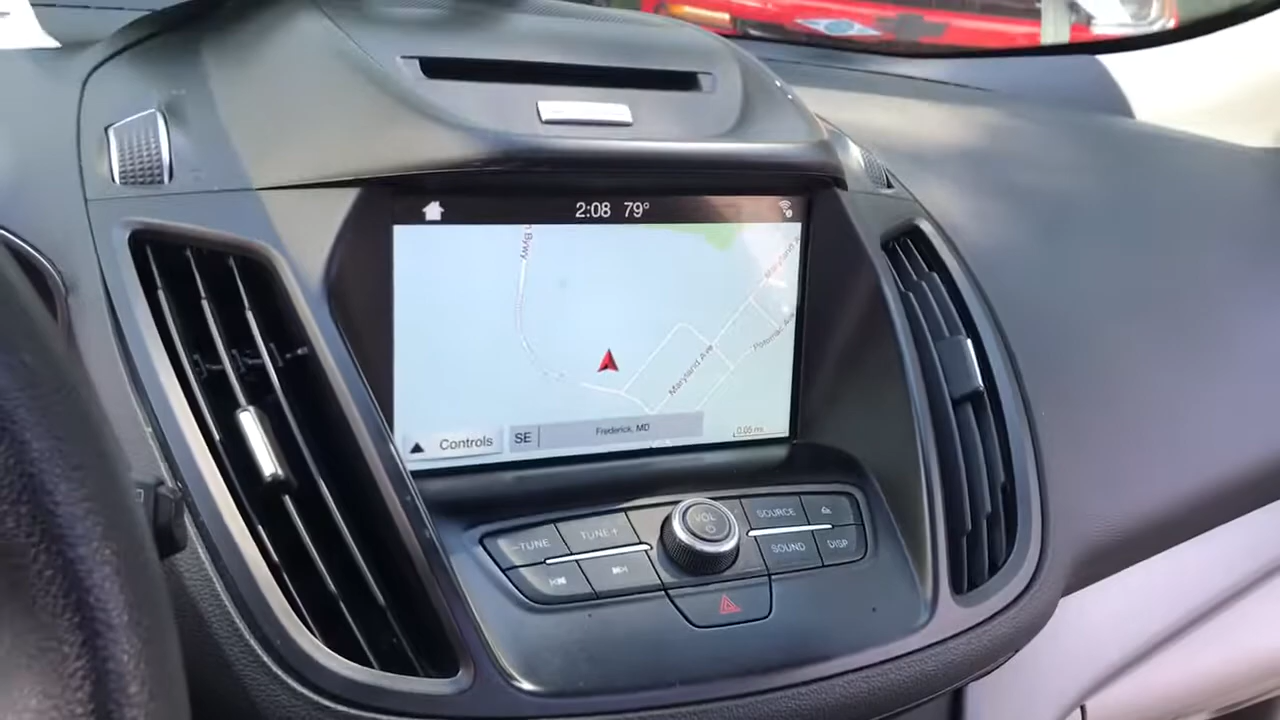 2:08 79°
Maryland A
Potomac Ave
Maryland Ave
Controls
SE
Frederick, MD
0.05 mi
VOL
- TUNE
TUNE +
SOURCE
SOUND
DISP